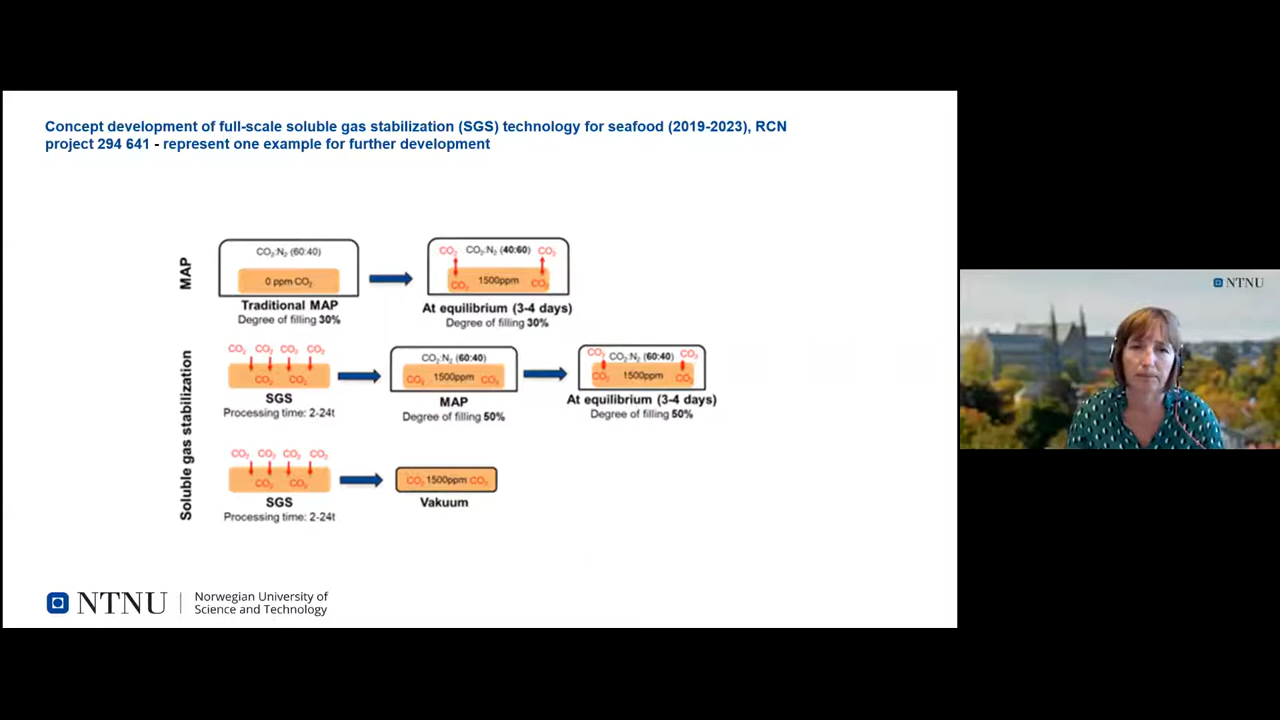 Concept development of full-scale soluble gas stabilization (SGS) technology for seafood (2019-2023), RCN
project 294 641 - represent one example for further development
MAP
CO₂:N₂ (60:40)
0 ppm CO₂
Traditional MAP
Degree of filling 30%
CO₂ CO₂:N₂ (40:60) CO₂
CO₂ 1500ppm CO₂
At equilibrium (3-4 days)
Degree of filling 30%
Soluble gas stabilization
CO₂ CO₂ CO₂ CO₂
CO₂ CO₂
SGS
Processing time: 2-24t
CO₂:N₂ (60:40)
CO₂ 1500ppm CO₂
MAP
Degree of filling 50%
CO₂ CO₂:N₂ (60:40) CO₂
CO₂ 1500ppm CO₂
At equilibrium (3-4 days)
Degree of filling 50%
CO₂ CO₂ CO₂ CO₂
CO₂ CO₂
SGS
Processing time: 2-24t
CO₂ 1500ppm CO₂
Vakuum
NTNU
Norwegian University of
Science and Technology
NTNU